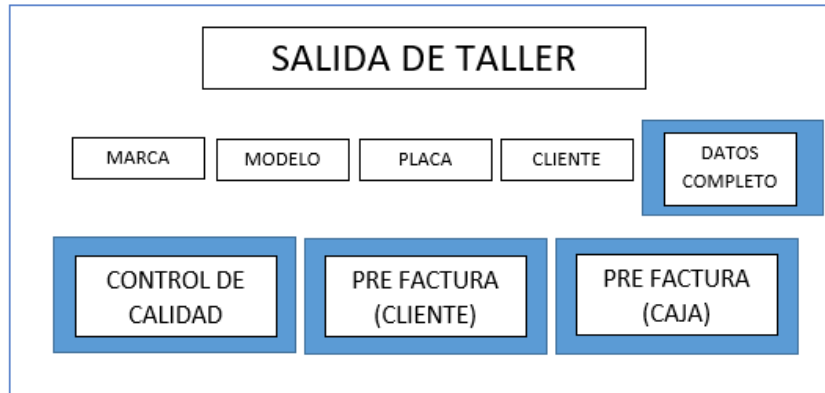 SALIDA DE TALLER
MARCA
MODELO
PLACA
CLIENTE
DATOS
COMPLETO
CONTROL DE
CALIDAD
PRE FACTURA
(CLIENTE)
PRE FACTURA
(CAJA)